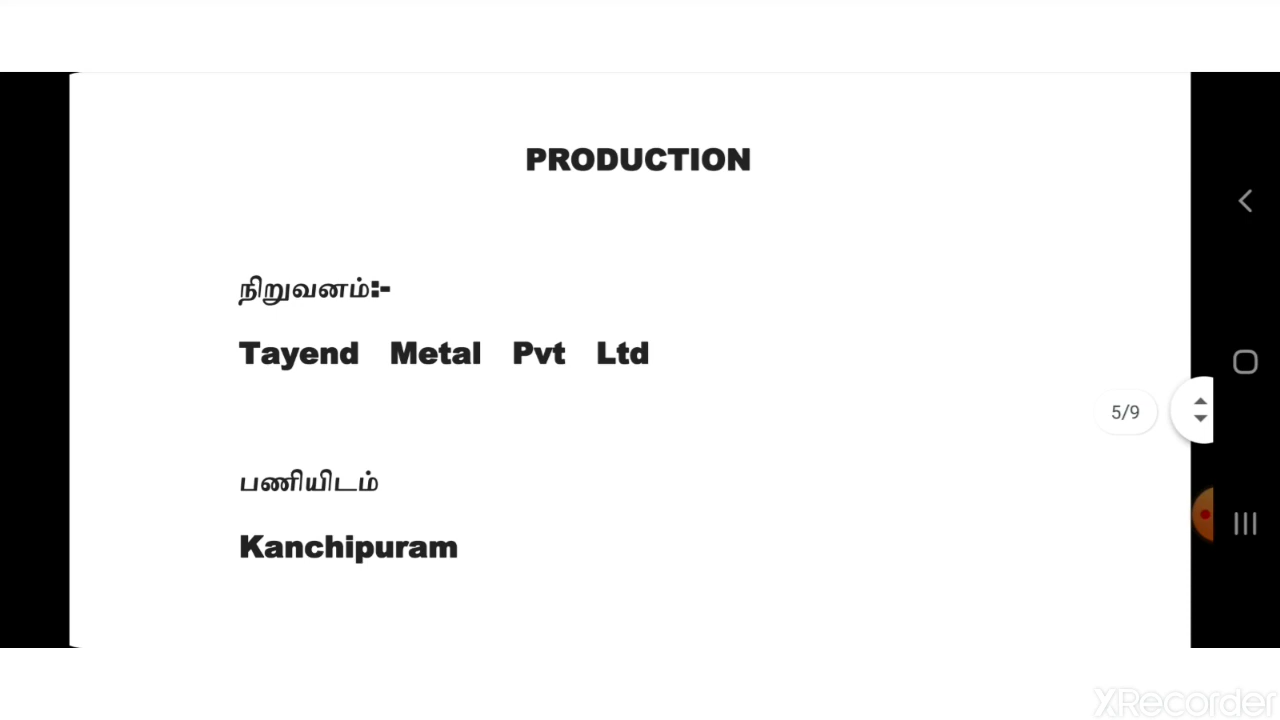 PRODUCTION
நிறுவனம்:-
Tayend Metal Pvt Ltd
5/9
பணியிடம்
Kanchipuram
XRecorder